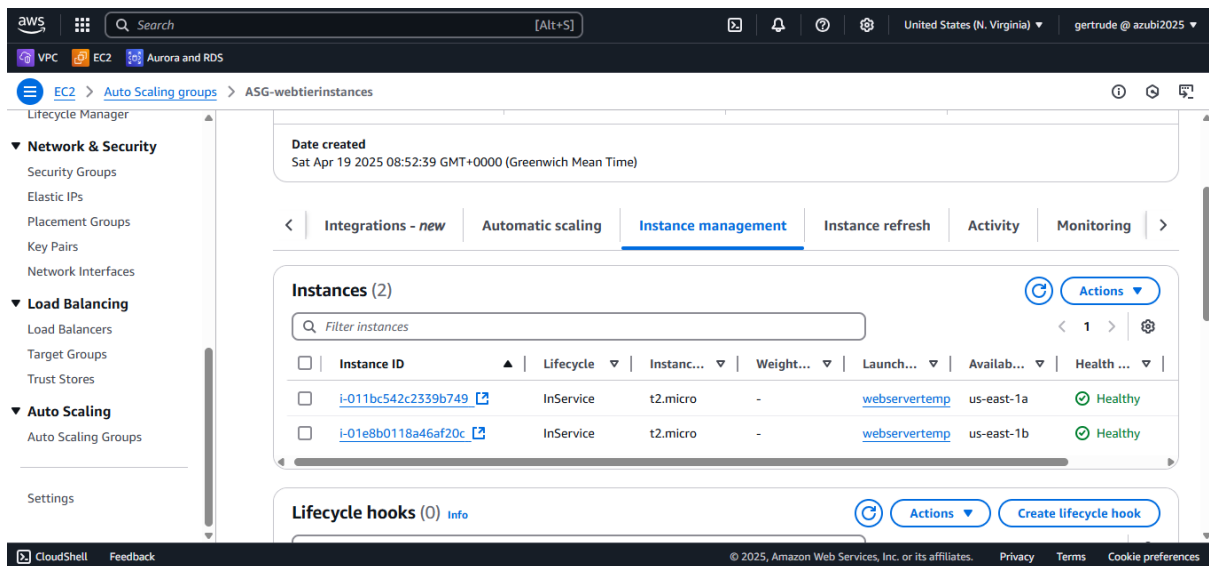 aws Search [Alt+S] United States (N. Virginia) ▼ gertrude @ azubi2025 ▼
VPC EC2 Aurora and RDS
EC2 > Auto Scaling groups > ASG-webtierinstances
Lifecycle Manager
▼ Network & Security
Security Groups
Elastic IPs
Placement Groups
Key Pairs
Network Interfaces
▼ Load Balancing
Load Balancers
Target Groups
Trust Stores
▼ Auto Scaling
Auto Scaling Groups
Settings
Date created
Sat Apr 19 2025 08:52:39 GMT+0000 (Greenwich Mean Time)
Integrations - new Automatic scaling Instance management Instance refresh Activity Monitoring
Instances (2) Actions ▼
Filter instances 1
Instance ID Lifecycle Instanc... Weight... Launch... Availab... Health ...
i-011bc542c2339b749 InService t2.micro - webservertemp us-east-1a Healthy
i-01e8b0118a46af20c InService t2.micro - webservertemp us-east-1b Healthy
Lifecycle hooks (0) Info Actions ▼ Create lifecycle hook
CloudShell Feedback © 2025, Amazon Web Services, Inc. or its affiliates. Privacy Terms Cookie preferences